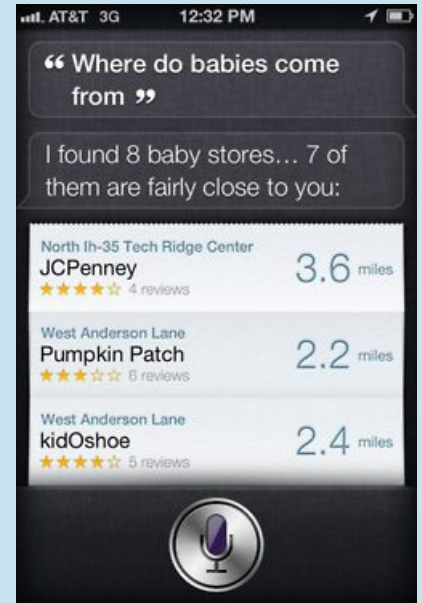 AT&T 3G 12:32 PM
“ Where do babies come
from ”
I found 8 baby stores... 7 of
them are fairly close to you:
North Ih-35 Tech Ridge Center
JCPenney
3.6 miles
4 reviews
West Anderson Lane
Pumpkin Patch
2.2 miles
6 reviews
West Anderson Lane
kidOshoe
2.4 miles
5 reviews